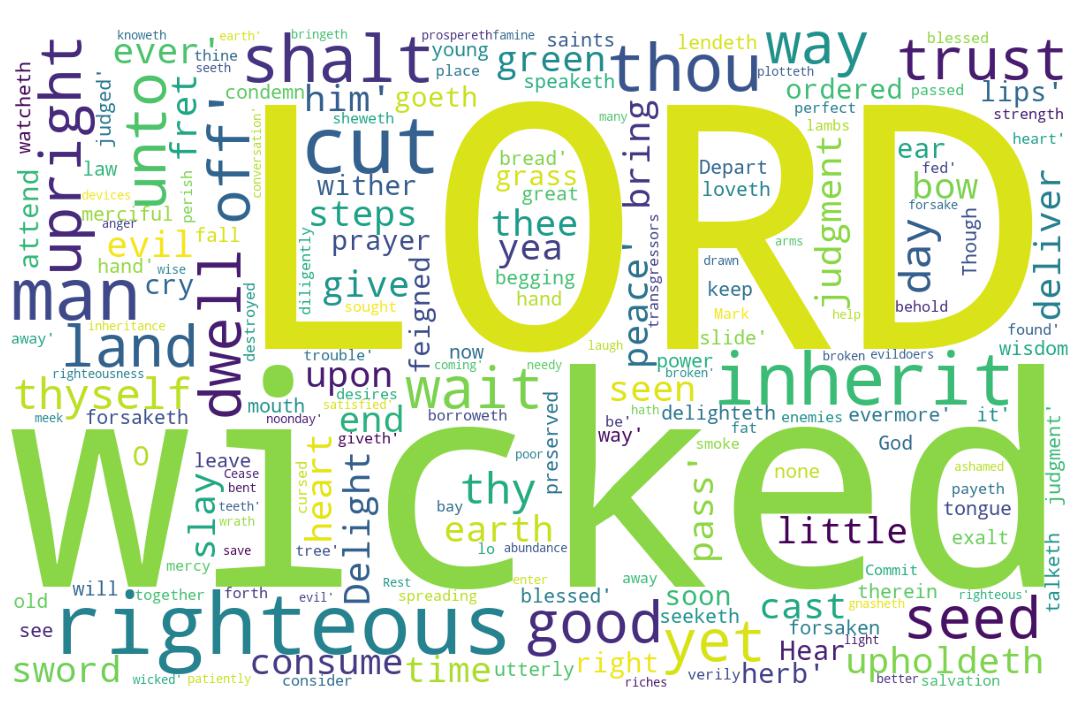 knoweth
earth'
bringeth
prospereth
famine
blessed
ever'
thine
seeth
shalt
young
place
green
saints
speaketh
lendeth
thou
plotteth
way
trust
watcheth
upright
judged'
unto
fret
off'
condemn
him'
goeth
sheweth
many
ordered
passed
lips'
perfect
strength
LORD
cut
bring
lambs
heart'
law
attend
devices
merciful
perish
conversation'
bread'
grass
great
wither
steps
prayer
thee
yea
begging
hand
Depart
loveth
judgment
ear
fed'
bow
forsake
day
Though
deliver
anger
evil
fall
hand'
wise
diligently
feigned
peace'
transgressors
arms
drawn
keep
behold
man
cry
give
sought
Mark
help
found'
away'
inheritance
land
dwell
destroyed
trouble'
now
slide'
laugh
wisdom
righteousness
upon
coming'
needy
power
broken'
broken
evildoers
thyself
meek
forsaketh
mouth
noonday'
desires
satisfied'
wait
seen
hath
inherit
end
giveth'
borroweth
be'
way'
delighteth
enemies
evermore'
it'
fat
wicked
O
leave
Cease
bent
cursed
heart
Delight
poor
preserved
smoke
God
none
ashamed
judgment'
slay
teeth'
wrath
bay
thy
earth
lo
abundance
pass'
little
payeth
tongue
exalt
save
mercy
tree'
Rest
enter
away
Commit
talketh
old
will
together
forth
evil'
spreading
blessed'
soon
seeketh
cast
gnasheth
therein
righteous'
see
righteous
good
yet
forsaken
light
Hear
seed
sword
wicked'
patiently
consume
consider
time
utterly
right
riches
verily
herb'
better
upholdeth
salvation